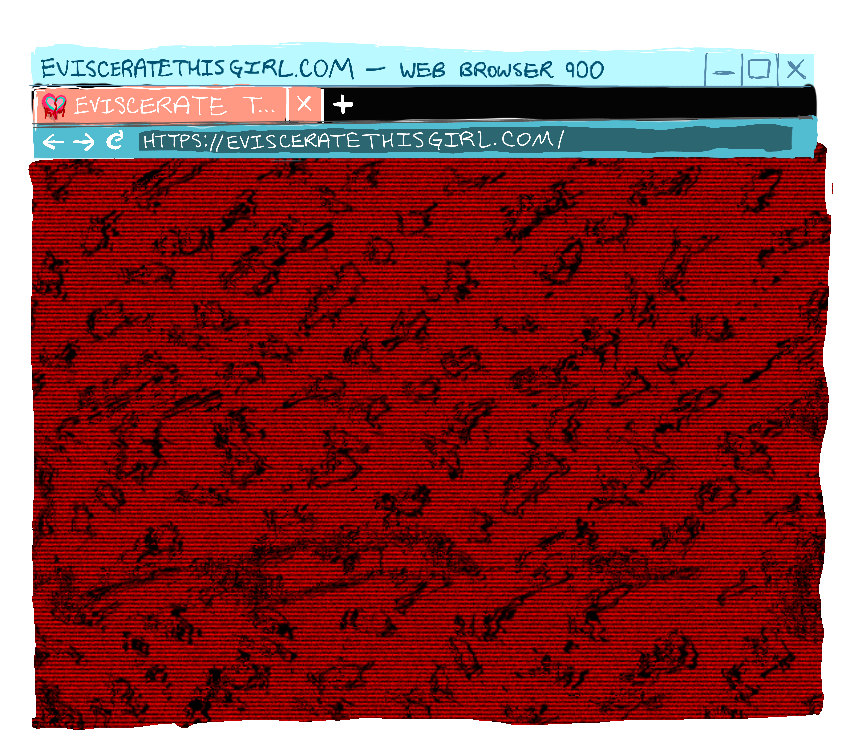 EVISCERATETHISGIRL.COM — WEB BROWSER 900
EVISCERATE T...
HTTPS://EVISCERATETHISGIRL.COM/